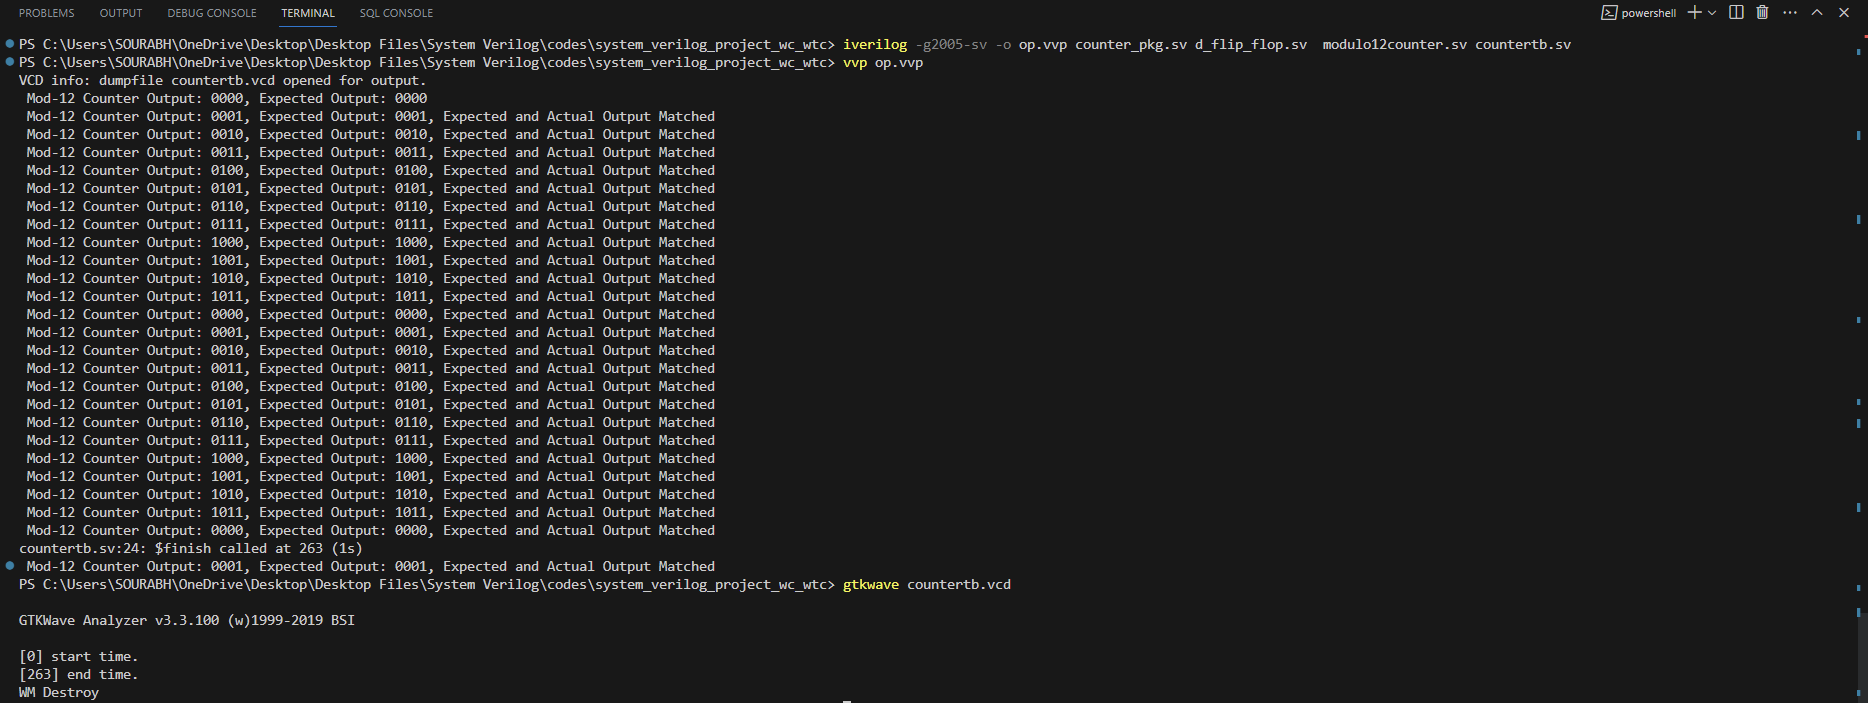 PROBLEMS OUTPUT DEBUG CONSOLE TERMINAL SQL CONSOLE powershell
PS C:\Users\SOURABH\OneDrive\Desktop\Desktop Files\System Verilog\codes\system_verilog_project_wc_wtc> iverilog -g2005-sv -o op.vvp counter_pkg.sv d_flip_flop.sv  modulo12counter.sv countertb.sv
PS C:\Users\SOURABH\OneDrive\Desktop\Desktop Files\System Verilog\codes\system_verilog_project_wc_wtc> vvp op.vvp
VCD info: dumpfile countertb.vcd opened for output.
Mod-12 Counter Output: 0000, Expected Output: 0000
Mod-12 Counter Output: 0001, Expected Output: 0001, Expected and Actual Output Matched
Mod-12 Counter Output: 0010, Expected Output: 0010, Expected and Actual Output Matched
Mod-12 Counter Output: 0011, Expected Output: 0011, Expected and Actual Output Matched
Mod-12 Counter Output: 0100, Expected Output: 0100, Expected and Actual Output Matched
Mod-12 Counter Output: 0101, Expected Output: 0101, Expected and Actual Output Matched
Mod-12 Counter Output: 0110, Expected Output: 0110, Expected and Actual Output Matched
Mod-12 Counter Output: 0111, Expected Output: 0111, Expected and Actual Output Matched
Mod-12 Counter Output: 1000, Expected Output: 1000, Expected and Actual Output Matched
Mod-12 Counter Output: 1001, Expected Output: 1001, Expected and Actual Output Matched
Mod-12 Counter Output: 1010, Expected Output: 1010, Expected and Actual Output Matched
Mod-12 Counter Output: 1011, Expected Output: 1011, Expected and Actual Output Matched
Mod-12 Counter Output: 0000, Expected Output: 0000, Expected and Actual Output Matched
Mod-12 Counter Output: 0001, Expected Output: 0001, Expected and Actual Output Matched
Mod-12 Counter Output: 0010, Expected Output: 0010, Expected and Actual Output Matched
Mod-12 Counter Output: 0011, Expected Output: 0011, Expected and Actual Output Matched
Mod-12 Counter Output: 0100, Expected Output: 0100, Expected and Actual Output Matched
Mod-12 Counter Output: 0101, Expected Output: 0101, Expected and Actual Output Matched
Mod-12 Counter Output: 0110, Expected Output: 0110, Expected and Actual Output Matched
Mod-12 Counter Output: 0111, Expected Output: 0111, Expected and Actual Output Matched
Mod-12 Counter Output: 1000, Expected Output: 1000, Expected and Actual Output Matched
Mod-12 Counter Output: 1001, Expected Output: 1001, Expected and Actual Output Matched
Mod-12 Counter Output: 1010, Expected Output: 1010, Expected and Actual Output Matched
Mod-12 Counter Output: 1011, Expected Output: 1011, Expected and Actual Output Matched
Mod-12 Counter Output: 0000, Expected Output: 0000, Expected and Actual Output Matched
countertb.sv:24: $finish called at 263 (1s)
Mod-12 Counter Output: 0001, Expected Output: 0001, Expected and Actual Output Matched
PS C:\Users\SOURABH\OneDrive\Desktop\Desktop Files\System Verilog\codes\system_verilog_project_wc_wtc> gtkwave countertb.vcd
GTKWave Analyzer v3.3.100 (w)1999-2019 BSI
[0] start time.
[263] end time.
WM Destroy